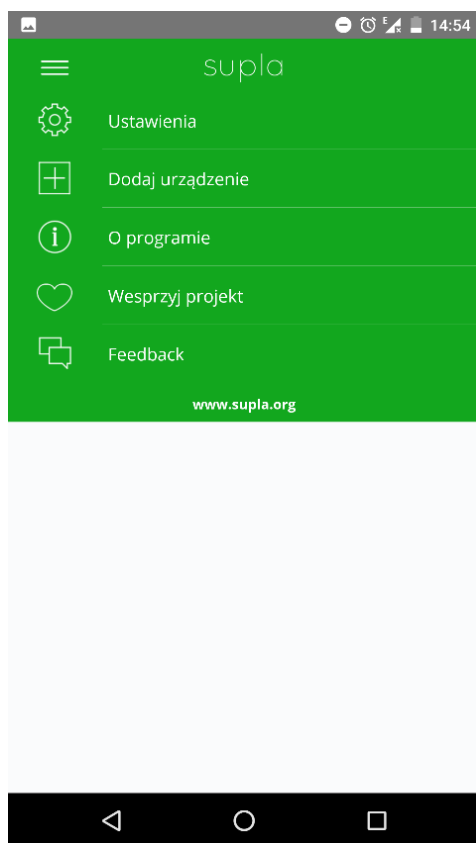 E 14:54
supla
Ustawienia
Dodaj urządzenie
O programie
Wesprzyj projekt
Feedback
www.supla.org